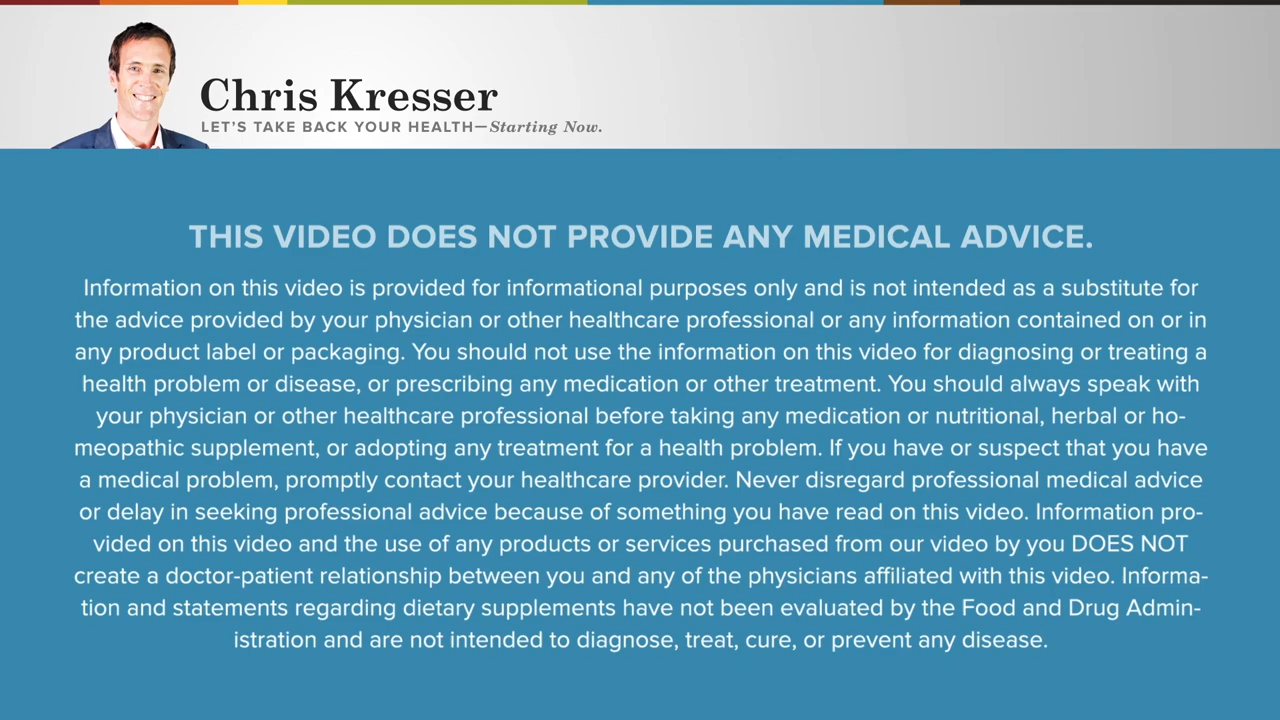 Chris Kresser
LET'S TAKE BACK YOUR HEALTH—Starting Now.
THIS VIDEO DOES NOT PROVIDE ANY MEDICAL ADVICE.
Information on this video is provided for informational purposes only and is not intended as a substitute for
the advice provided by your physician or other healthcare professional or any information contained on or in
any product label or packaging. You should not use the information on this video for diagnosing or treating a
health problem or disease, or prescribing any medication or other treatment. You should always speak with
your physician or other healthcare professional before taking any medication or nutritional, herbal or ho-
meopathic supplement, or adopting any treatment for a health problem. If you have or suspect that you have
a medical problem, promptly contact your healthcare provider. Never disregard professional medical advice
or delay in seeking professional advice because of something you have read on this video. Information pro-
vided on this video and the use of any products or services purchased from our video by you DOES NOT
create a doctor-patient relationship between you and any of the physicians affiliated with this video. Informa-
tion and statements regarding dietary supplements have not been evaluated by the Food and Drug Admin-
istration and are not intended to diagnose, treat, cure, or prevent any disease.